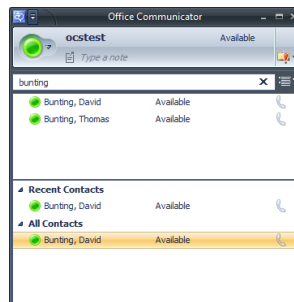 Office Communicator
ocstest Available
Type a note
bunting
Bunting, David Available
Bunting, Thomas Available
Recent Contacts
Bunting, David Available
All Contacts
Bunting, David Available